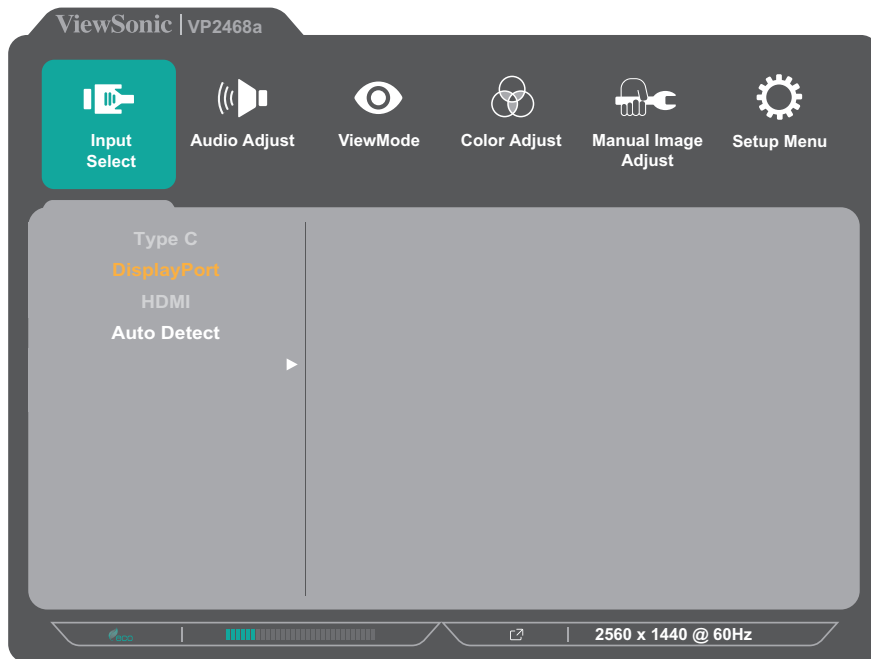 ViewSonic | VP2468a
Input
Select
Audio Adjust
ViewMode
Color Adjust
Manual Image
Adjust
Setup Menu
Type C
DisplayPort
HDMI
Auto Detect
eco
2560 x 1440 @ 60Hz